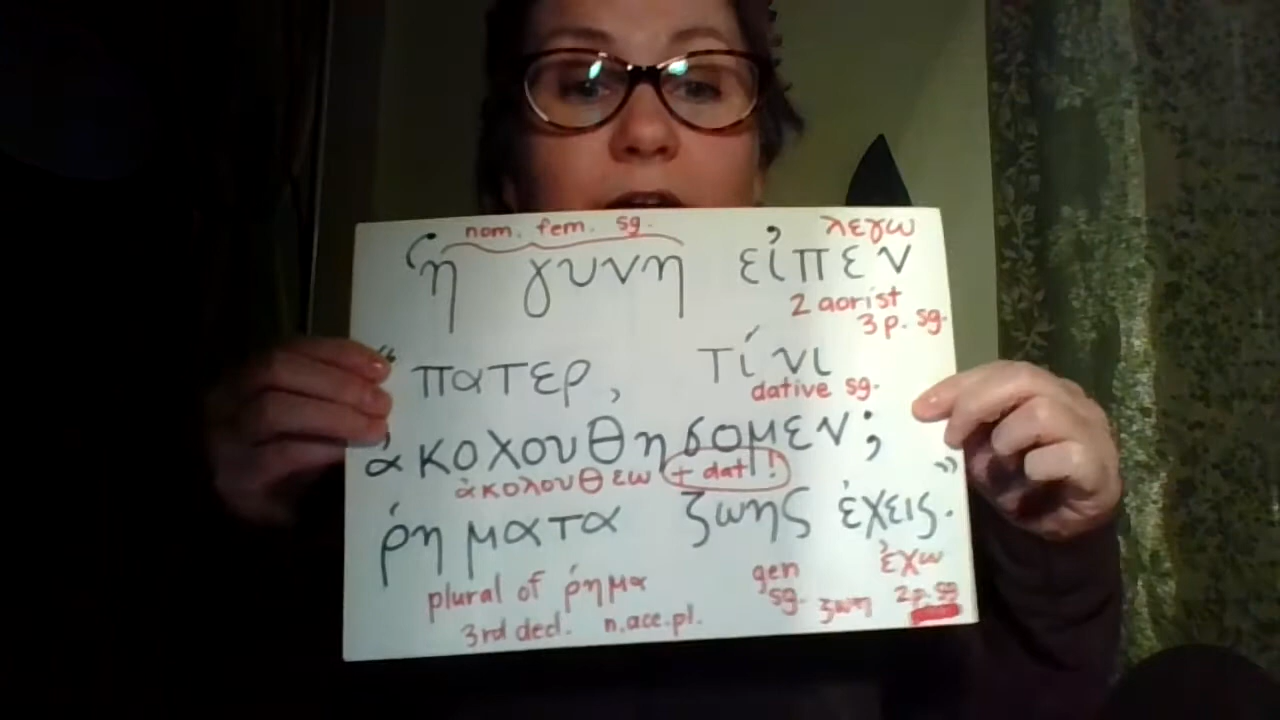 nom. fem. sg. λεγω
ἡ γυνη εἰπεν
2 aorist
3 p. sg.
“πατερ, τίνι
dative sg.
ἀκοχουθησομεν;
ἀκολουθεω + dat!
ῥηματα ζωης ἐχεις.”
plural of ῥημα gen sg. ζωη ἐχω 2 p. sg
3rd decl. n.acc.pl.